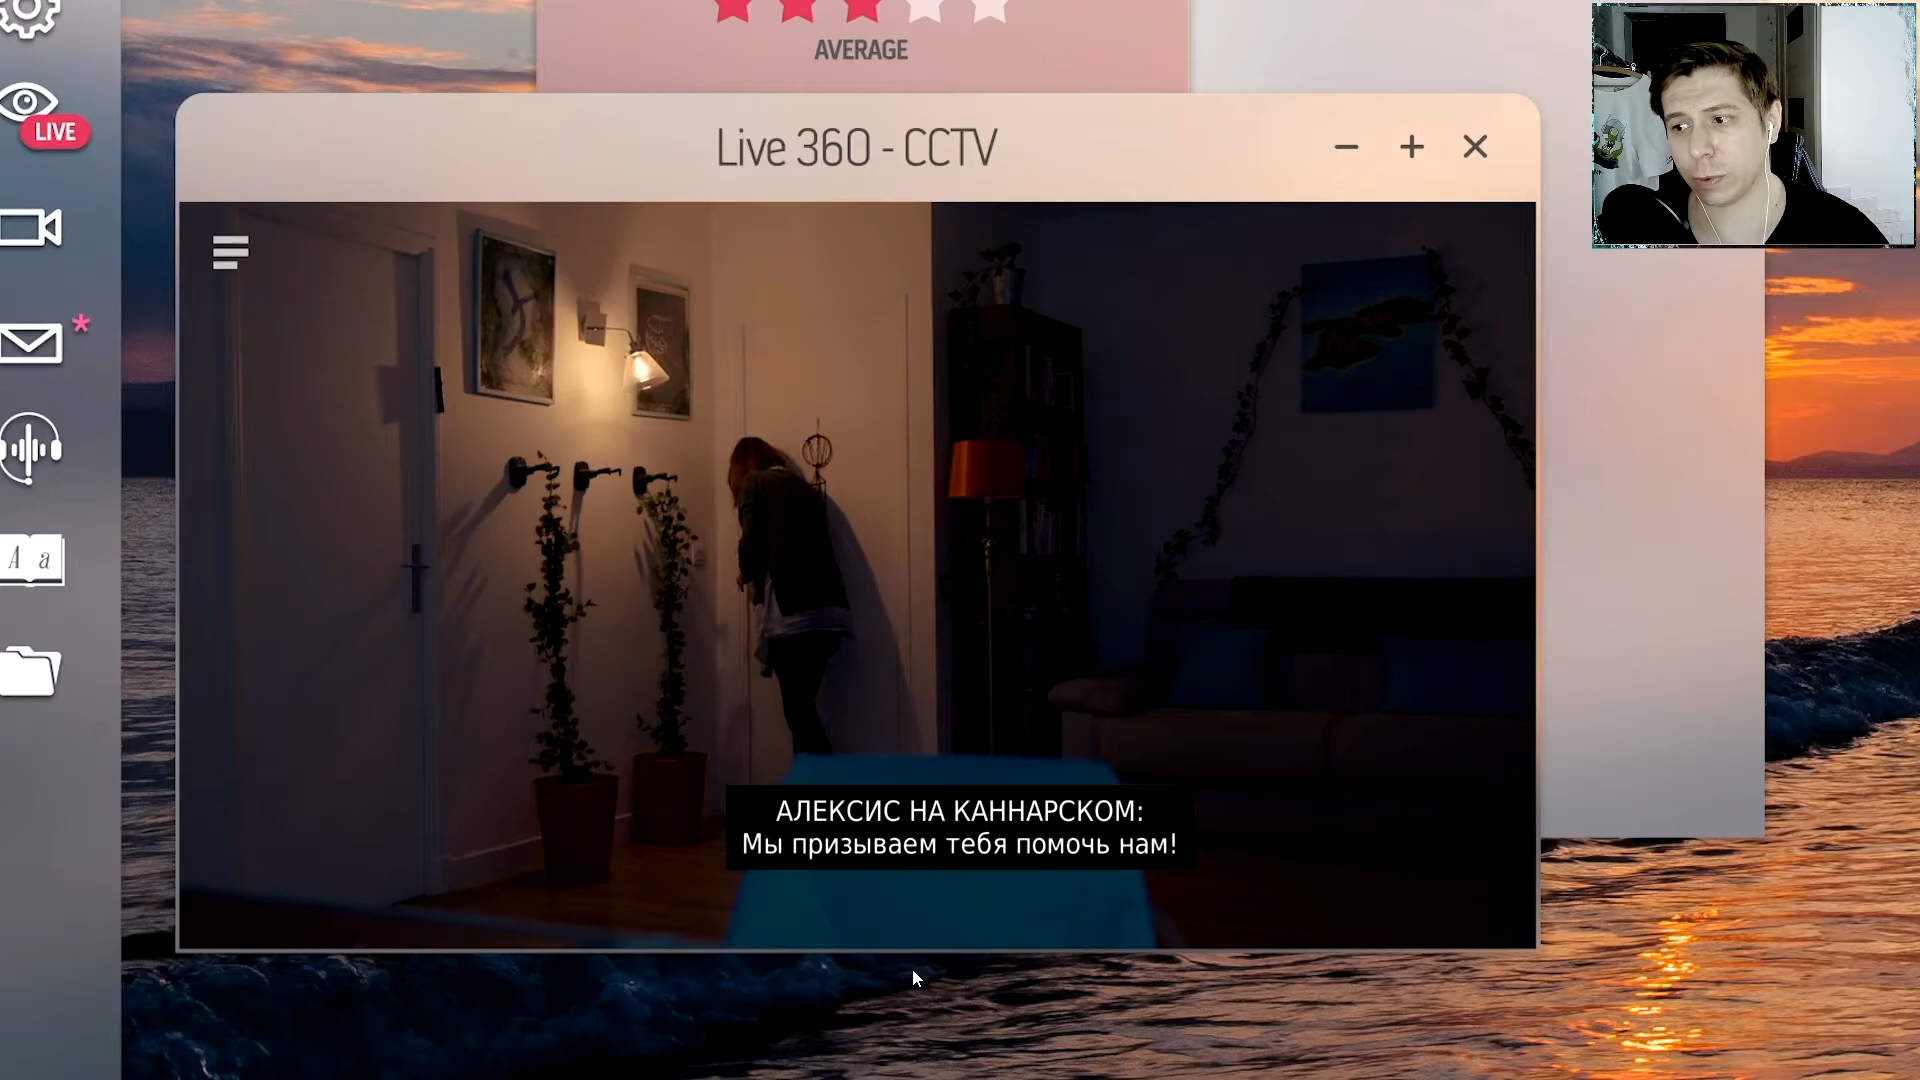 AVERAGE
LIVE
Live 360 - CCTV
A a
АЛЕКСИС НА КАННАРСКОМ:
Мы призываем тебя помочь нам!